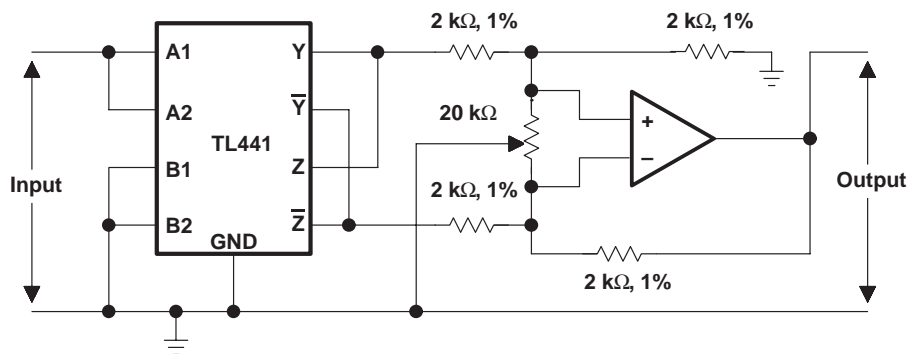 2 kΩ, 1%
2 kΩ, 1%
A1
Y
A2
Y̅
20 kΩ
+
TL441
−
Input
B1
Z
2 kΩ, 1%
Output
B2
Z̅
GND
2 kΩ, 1%